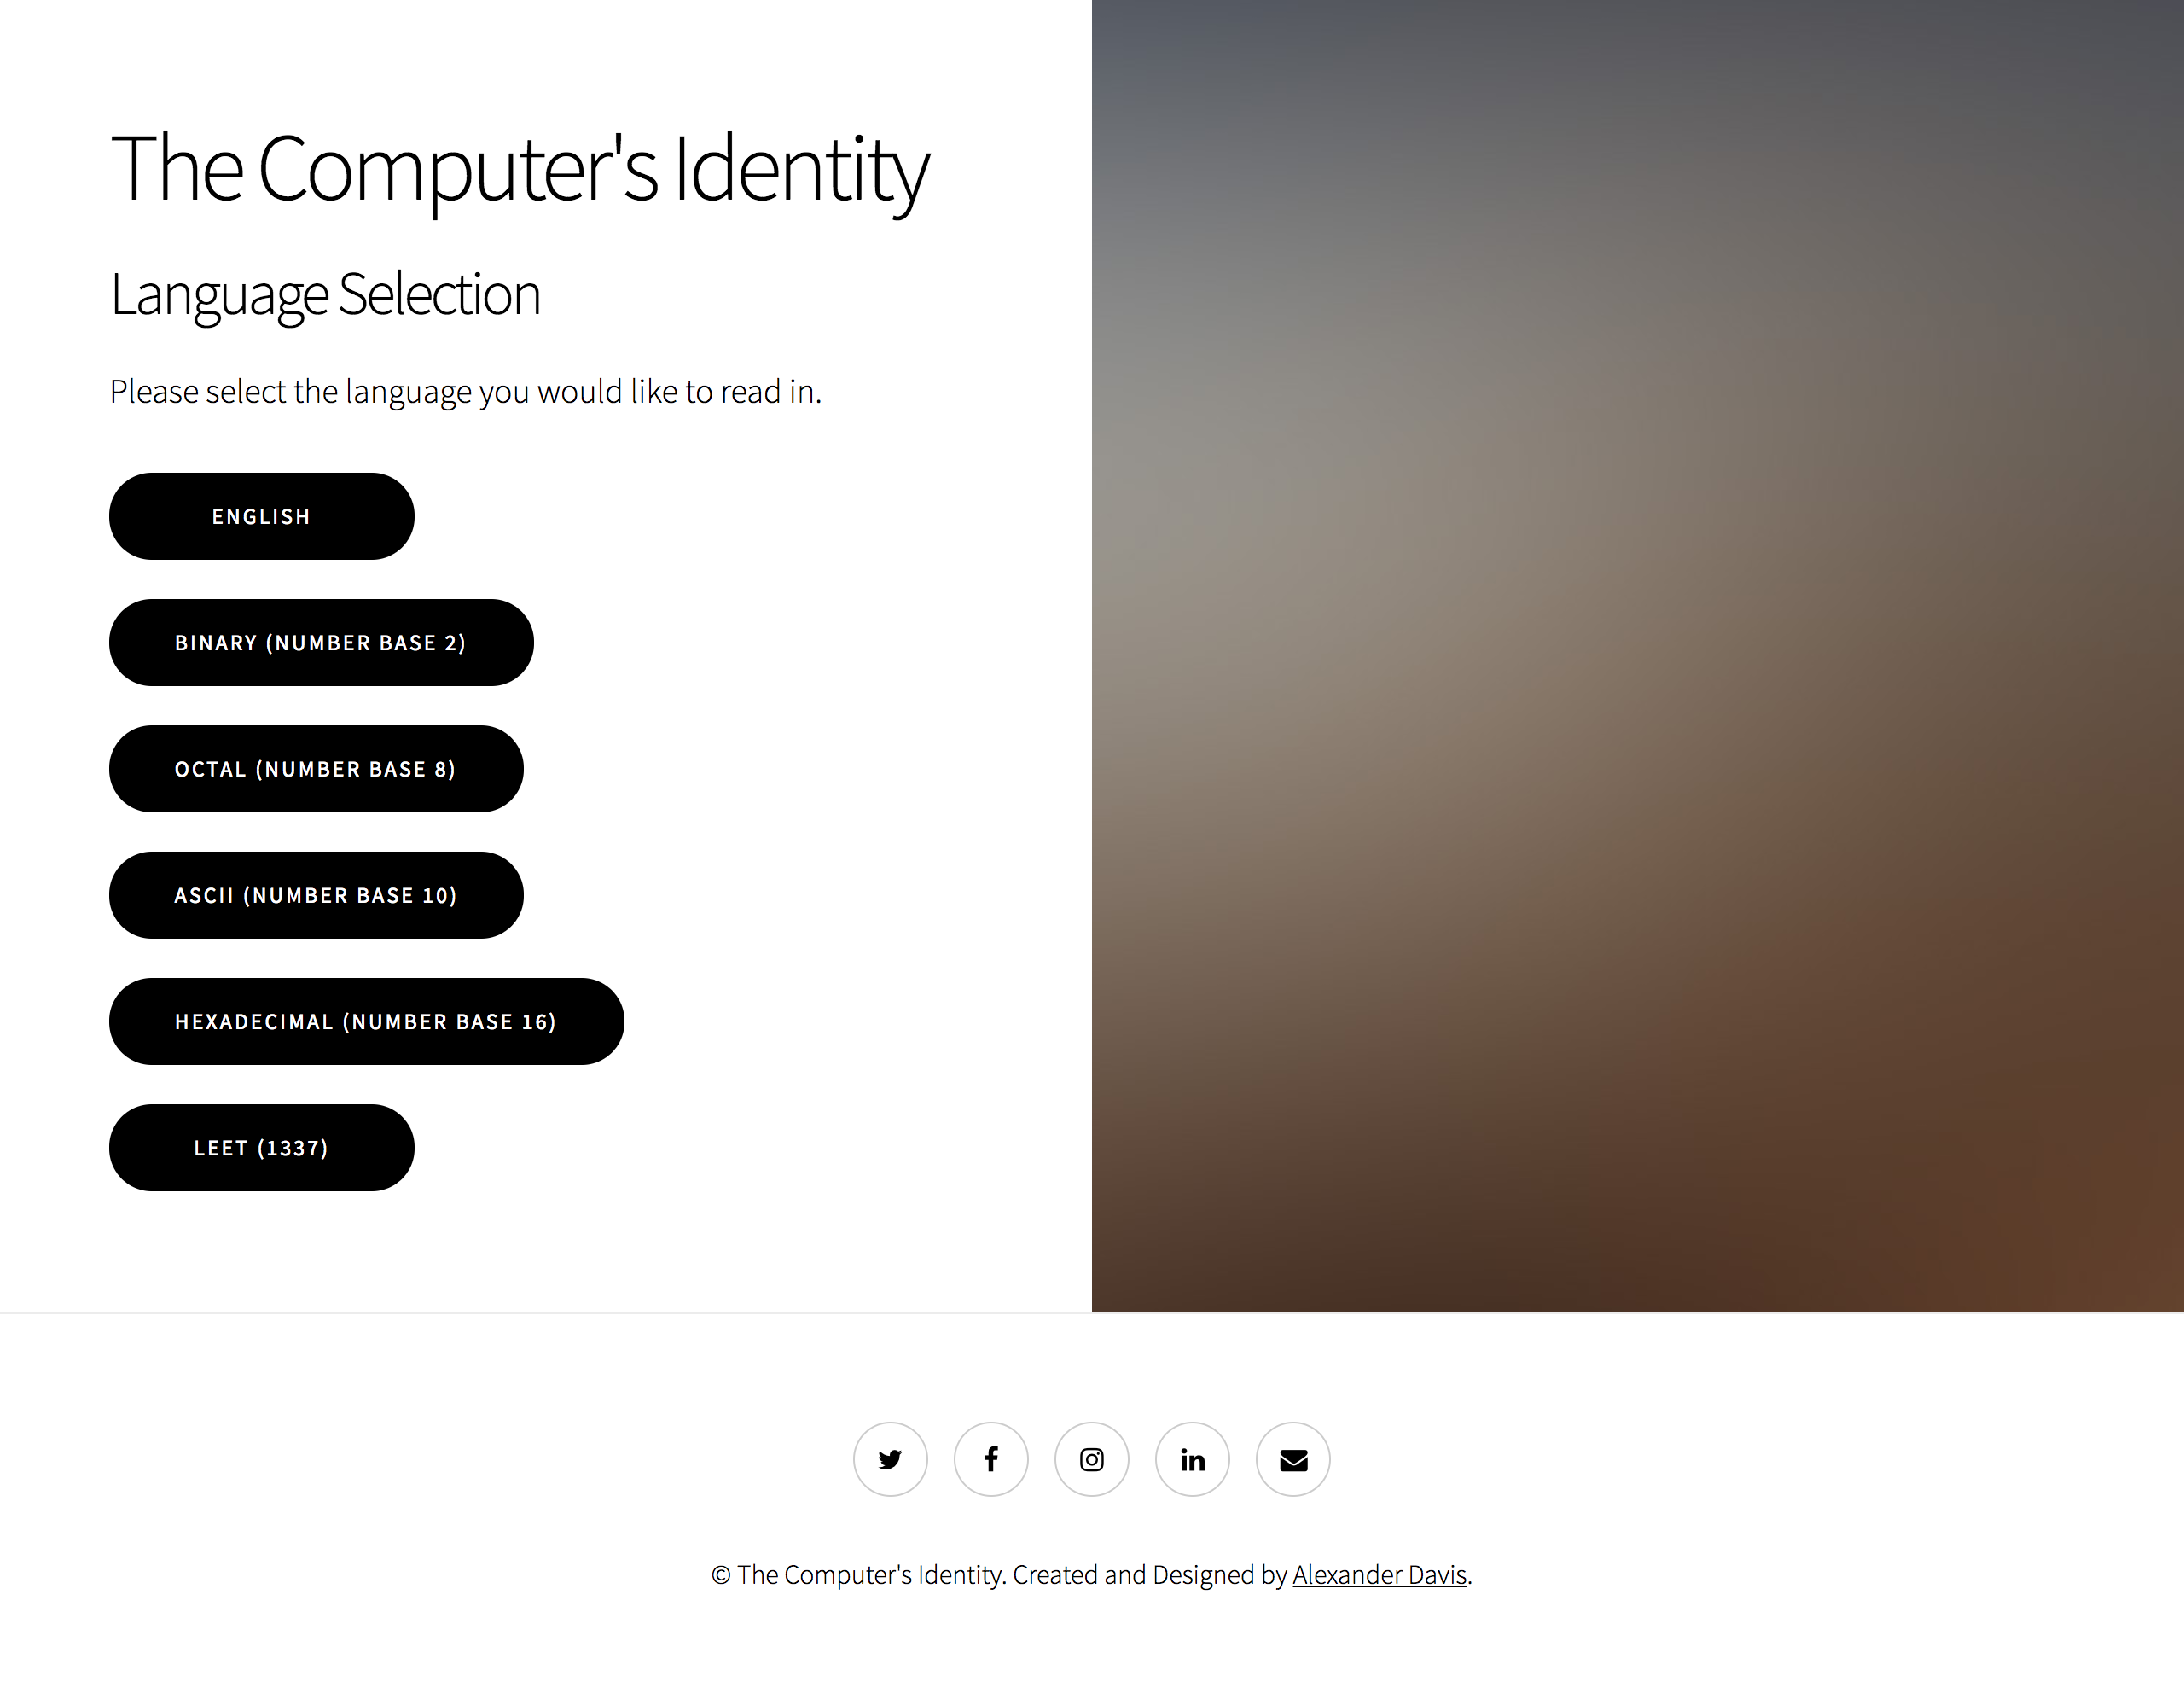 The Computer's Identity
Language Selection
Please select the language you would like to read in.
ENGLISH
BINARY (NUMBER BASE 2)
OCTAL (NUMBER BASE 8)
ASCII (NUMBER BASE 10)
HEXADECIMAL (NUMBER BASE 16)
LEET (1337)
© The Computer's Identity. Created and Designed by Alexander Davis.